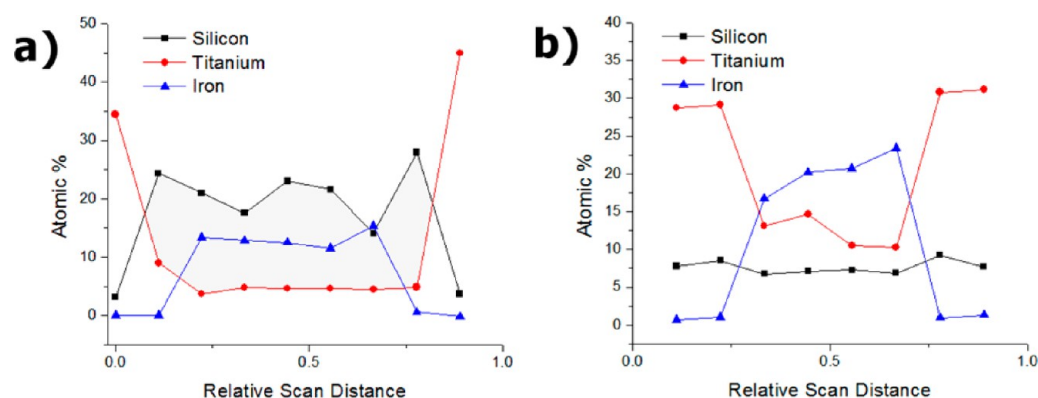 a)
Silicon
Titanium
Iron
Atomic %
50
40
30
20
10
0
0.0 0.5 1.0
Relative Scan Distance
b)
Silicon
Titanium
Iron
Atomic %
40
35
30
25
20
15
10
5
0
0.0 0.5 1.0
Relative Scan Distance